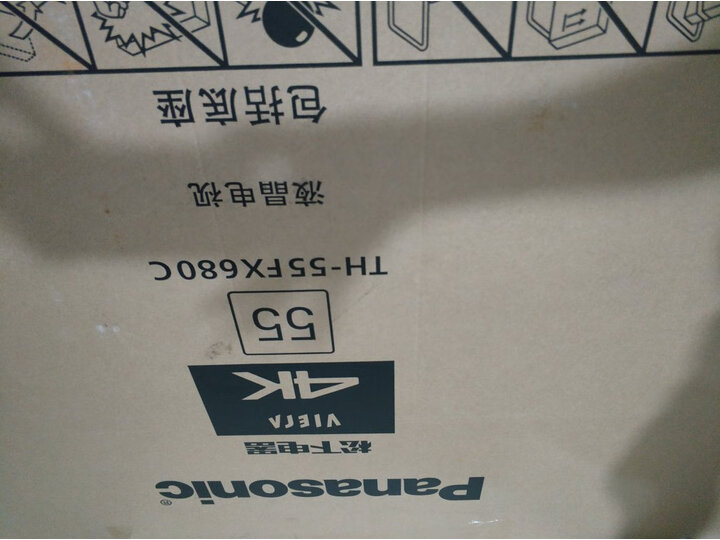 Panasonic®
松下电器
VIErA
4K
55
TH-55FX680C
液晶电视
包括底座